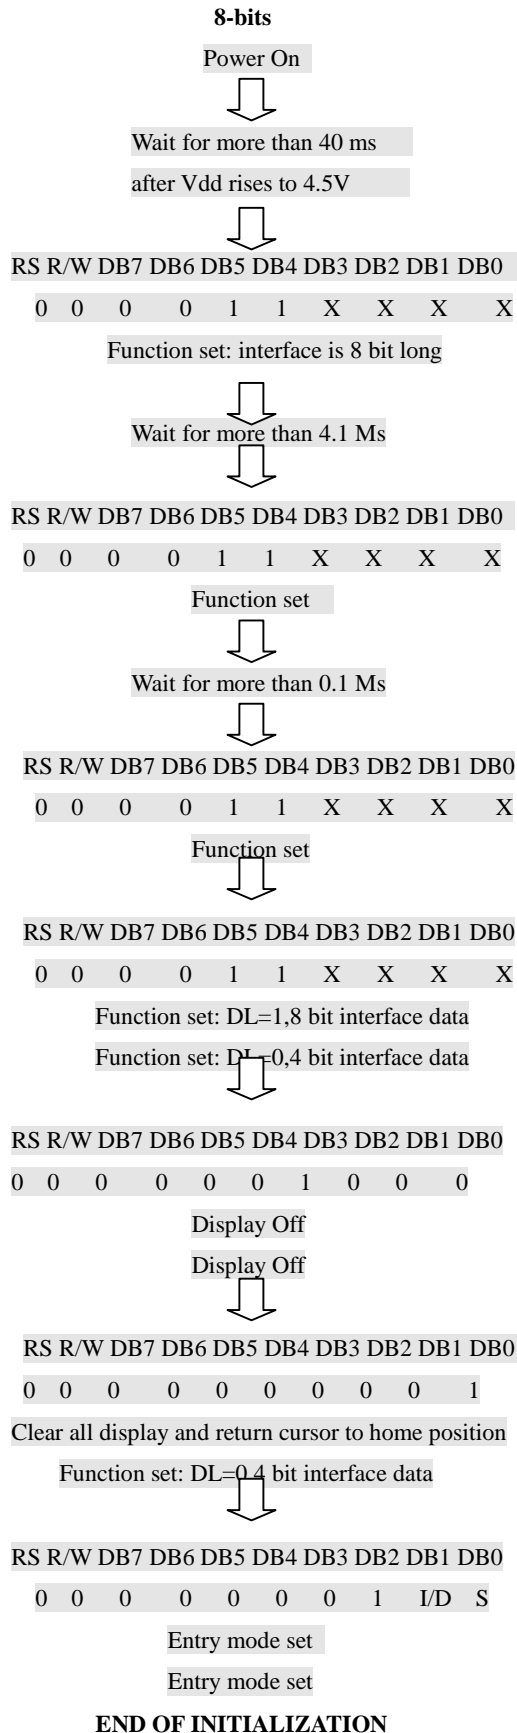 8-bits
Power On
Wait for more than 40 ms
after Vdd rises to 4.5V
RS R/W DB7 DB6 DB5 DB4 DB3 DB2 DB1 DB0
0 0 0 0 1 1 X X X X
Function set: interface is 8 bit long
Wait for more than 4.1 Ms
RS R/W DB7 DB6 DB5 DB4 DB3 DB2 DB1 DB0
0 0 0 0 1 1 X X X X
Function set
Wait for more than 0.1 Ms
RS R/W DB7 DB6 DB5 DB4 DB3 DB2 DB1 DB0
0 0 0 0 1 1 X X X X
Function set
RS R/W DB7 DB6 DB5 DB4 DB3 DB2 DB1 DB0
0 0 0 0 1 1 X X X X
Function set: DL=1,8 bit interface data
Function set: DL=0,4 bit interface data
RS R/W DB7 DB6 DB5 DB4 DB3 DB2 DB1 DB0
0 0 0 0 0 0 1 0 0 0
Display Off
Display Off
RS R/W DB7 DB6 DB5 DB4 DB3 DB2 DB1 DB0
0 0 0 0 0 0 0 0 0 1
Clear all display and return cursor to home position
Function set: DL=0,4 bit interface data
RS R/W DB7 DB6 DB5 DB4 DB3 DB2 DB1 DB0
0 0 0 0 0 0 0 1 I/D S
Entry mode set
Entry mode set
END OF INITIALIZATION